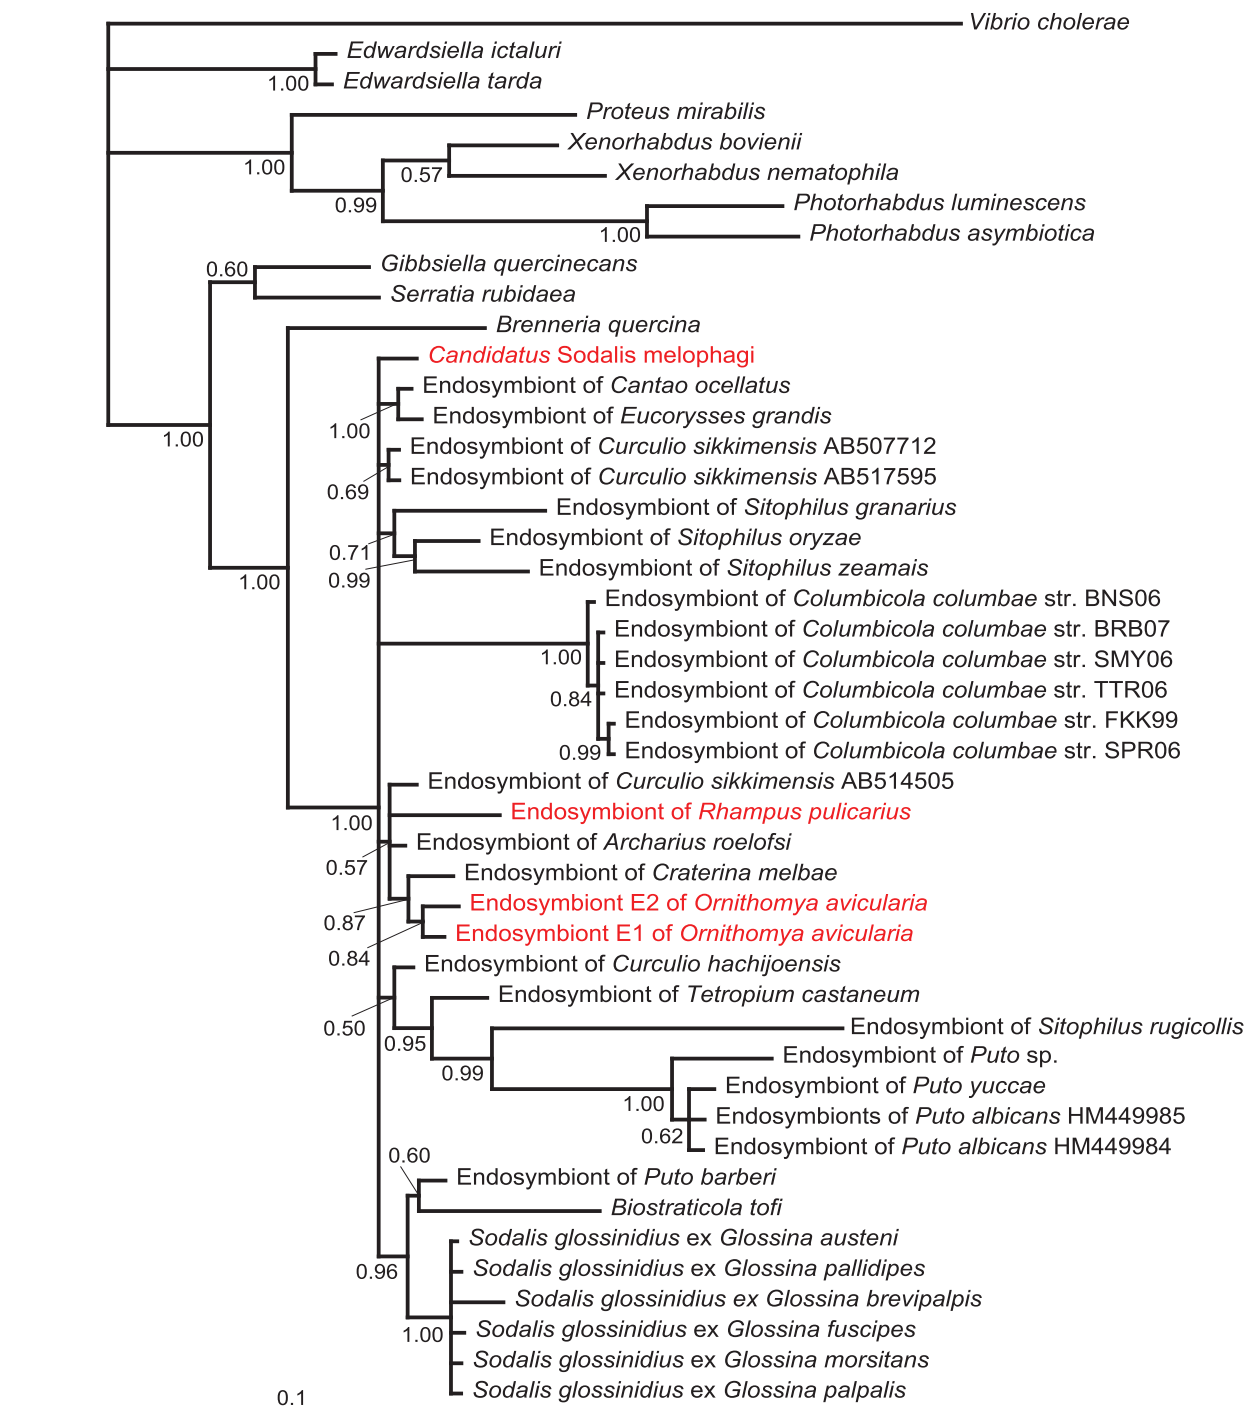 Vibrio cholerae
Edwardsiella ictaluri
1.00
Edwardsiella tarda
Proteus mirabilis
Xenorhabdus bovienii
1.00
0.57
Xenorhabdus nematophila
0.99
Photorhabdus luminescens
1.00
Photorhabdus asymbiotica
0.60
Gibbsiella quercinecans
Serratia rubidaea
Brenneria quercina
Candidatus Sodalis melophagi
Endosymbiont of Cantao ocellatus
1.00
Endosymbiont of Eucorysses grandis
1.00
Endosymbiont of Curculio sikkimensis AB507712
Endosymbiont of Curculio sikkimensis AB517595
0.69
Endosymbiont of Sitophilus granarius
Endosymbiont of Sitophilus oryzae
0.71
Endosymbiont of Sitophilus zeamais
0.99
1.00
Endosymbiont of Columbicola columbae str. BNS06
Endosymbiont of Columbicola columbae str. BRB07
1.00
Endosymbiont of Columbicola columbae str. SMY06
Endosymbiont of Columbicola columbae str. TTR06
0.84
Endosymbiont of Columbicola columbae str. FKK99
0.99
Endosymbiont of Columbicola columbae str. SPR06
Endosymbiont of Curculio sikkimensis AB514505
1.00
Endosymbiont of Rhampus pulicarius
Endosymbiont of Archarius roelofsi
0.57
Endosymbiont of Craterina melbae
Endosymbiont E2 of Ornithomya avicularia
0.87
Endosymbiont E1 of Ornithomya avicularia
0.84
Endosymbiont of Curculio hachijoensis
Endosymbiont of Tetropium castaneum
0.50
Endosymbiont of Sitophilus rugicollis
0.95
Endosymbiont of Puto sp.
0.99
Endosymbiont of Puto yuccae
1.00
Endosymbionts of Puto albicans HM449985
0.62
Endosymbiont of Puto albicans HM449984
0.60
Endosymbiont of Puto barberi
Biostraticola tofi
Sodalis glossinidius ex Glossina austeni
0.96
Sodalis glossinidius ex Glossina pallidipes
Sodalis glossinidius ex Glossina brevipalpis
1.00
Sodalis glossinidius ex Glossina fuscipes
Sodalis glossinidius ex Glossina morsitans
Sodalis glossinidius ex Glossina palpalis
0.1